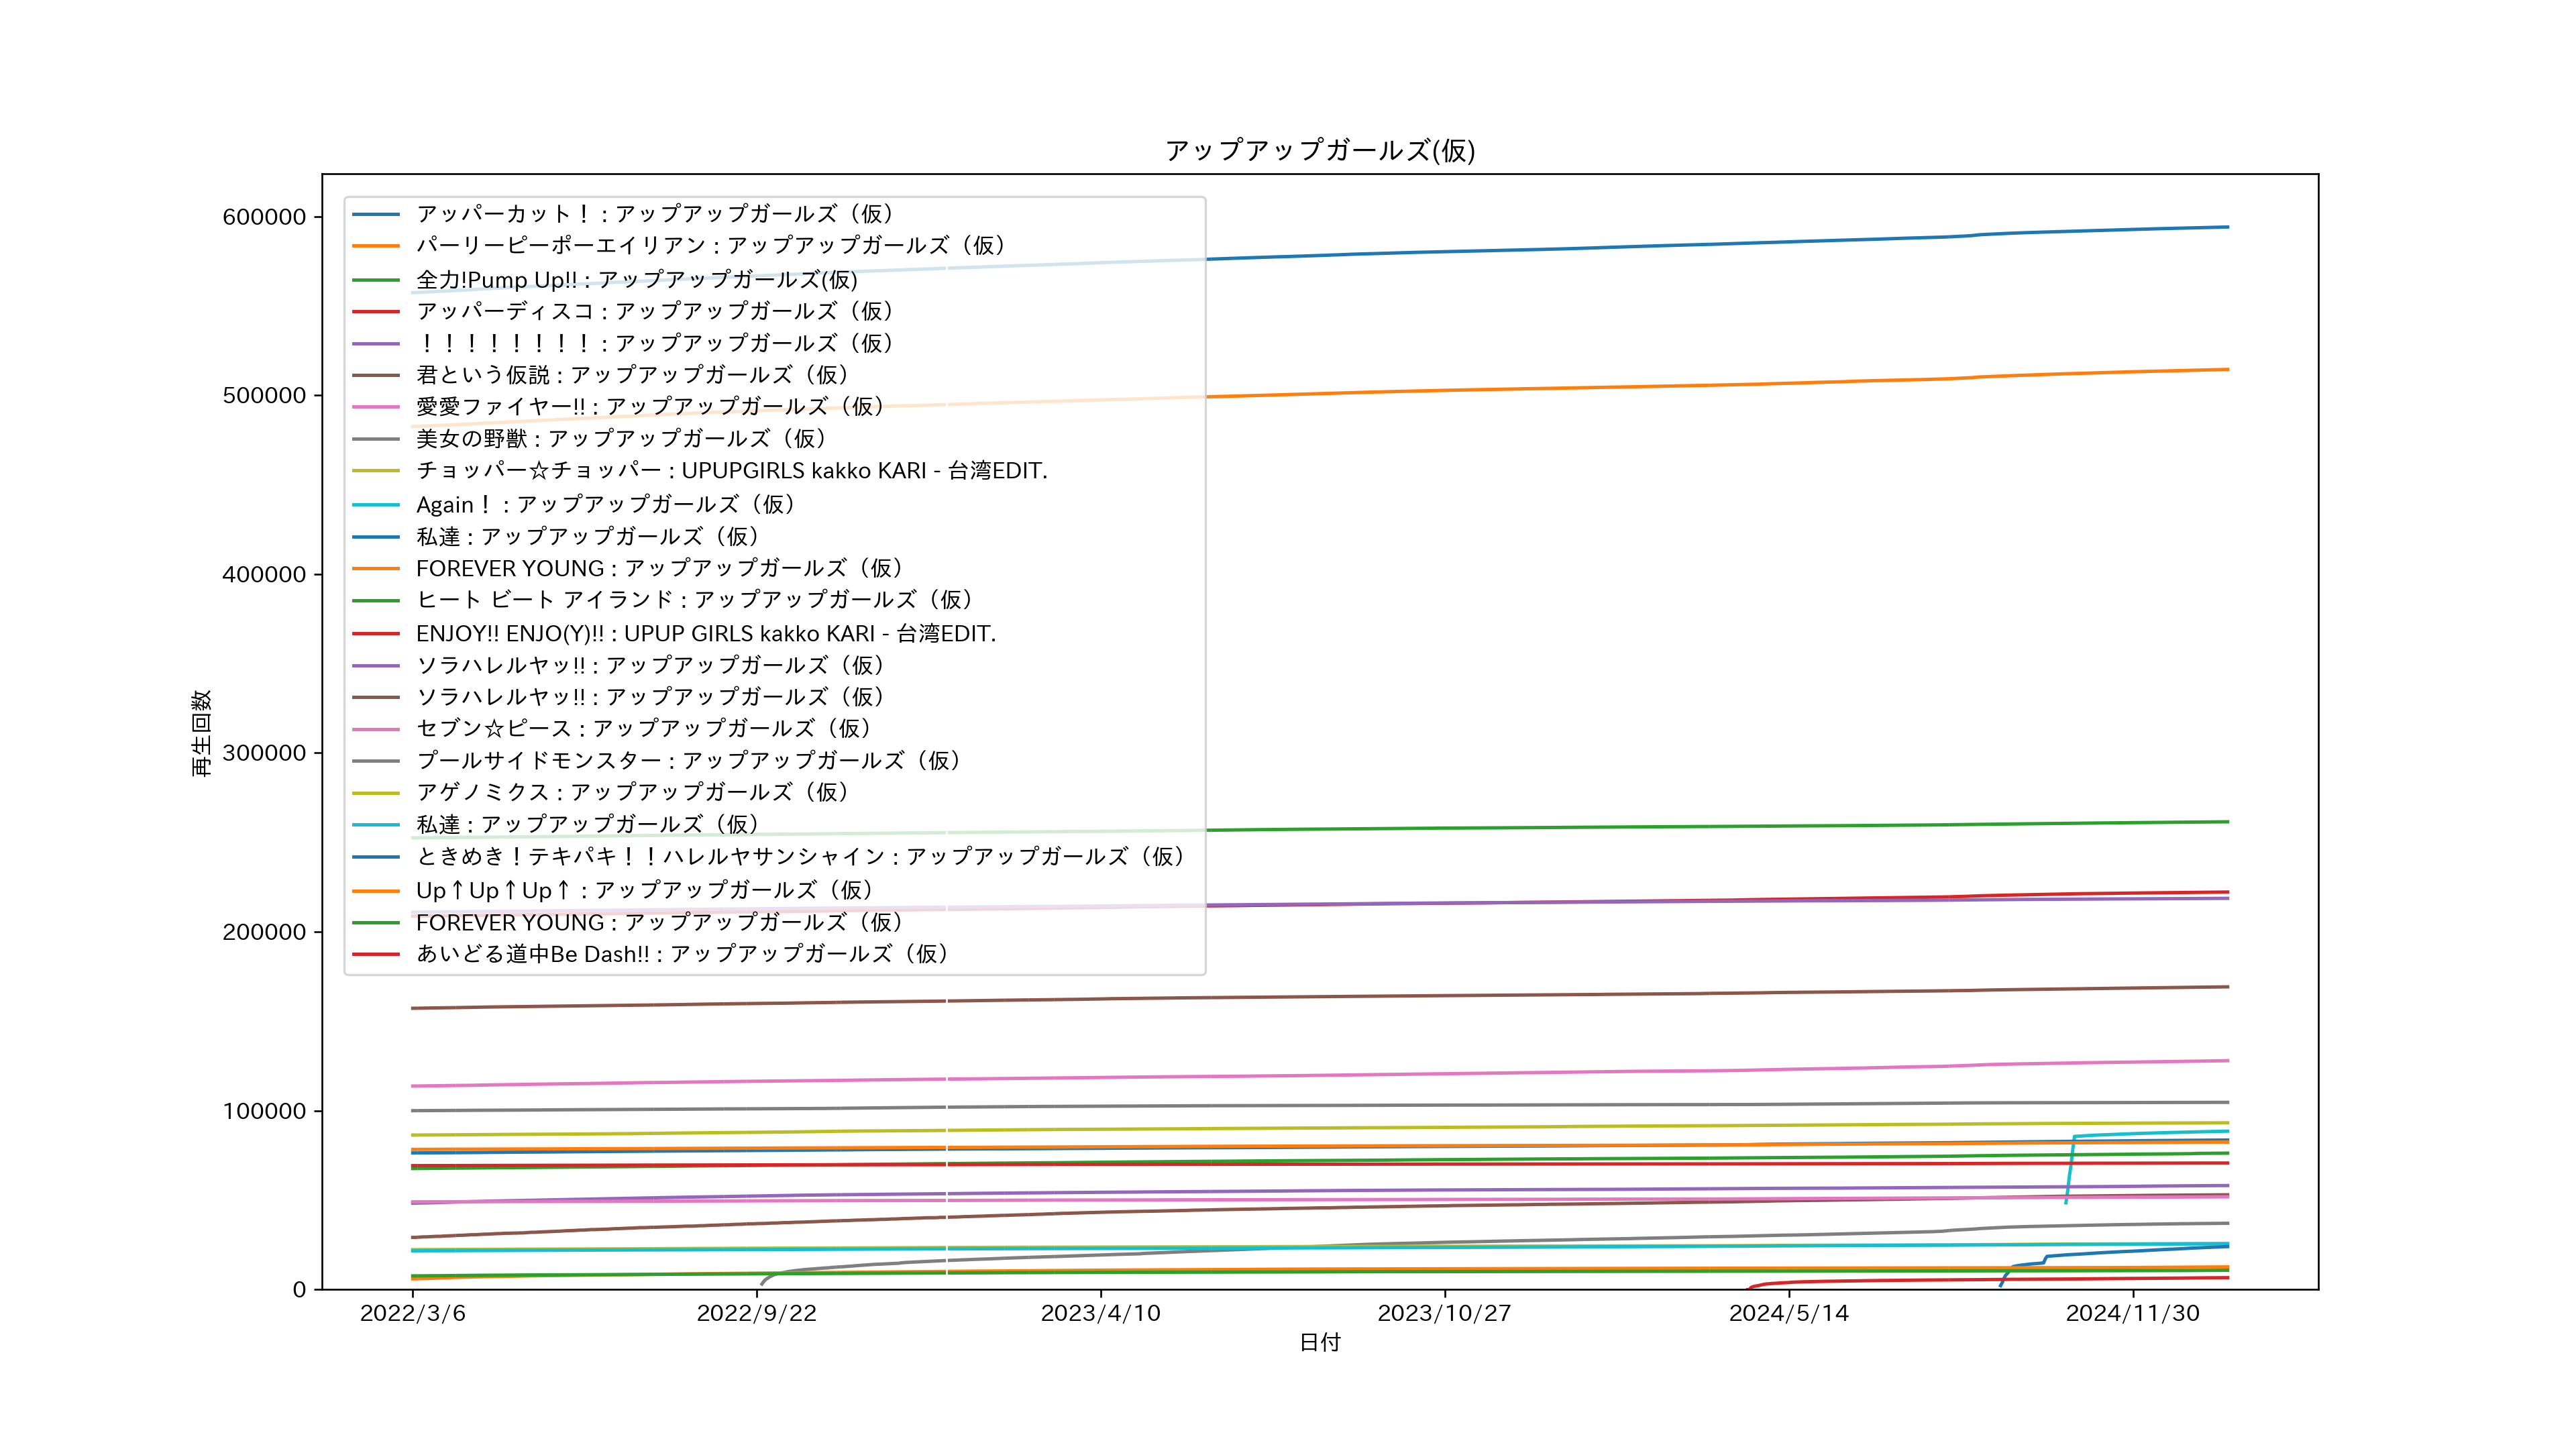 アップアップガールズ(仮)
600000
500000
400000
300000
200000
100000
0
再生回数
アッパーカット！ : アップアップガールズ（仮）
パーリーピーポーエイリアン : アップアップガールズ（仮）
全力!Pump Up!! : アップアップガールズ(仮)
アッパーディスコ : アップアップガールズ（仮）
！！！！！！！！ : アップアップガールズ（仮）
君という仮説 : アップアップガールズ（仮）
愛愛ファイヤー!! : アップアップガールズ（仮）
美女の野獣 : アップアップガールズ（仮）
チョッパー☆チョッパー : UPUPGIRLS kakko KARI - 台湾EDIT.
Again！ : アップアップガールズ（仮）
私達 : アップアップガールズ（仮）
FOREVER YOUNG : アップアップガールズ（仮）
ヒート ビート アイランド : アップアップガールズ（仮）
ENJOY!! ENJO(Y)!! : UPUP GIRLS kakko KARI - 台湾EDIT.
ソラハレルヤッ!! : アップアップガールズ（仮）
ソラハレルヤッ!! : アップアップガールズ（仮）
セブン☆ピース : アップアップガールズ（仮）
プールサイドモンスター : アップアップガールズ（仮）
アゲノミクス : アップアップガールズ（仮）
私達 : アップアップガールズ（仮）
ときめき！テキパキ！！ハレルヤサンシャイン : アップアップガールズ（仮）
Up↑Up↑Up↑ : アップアップガールズ（仮）
FOREVER YOUNG : アップアップガールズ（仮）
あいどる道中Be Dash!! : アップアップガールズ（仮）
2022/3/6
2022/9/22
2023/4/10
2023/10/27
2024/5/14
2024/11/30
日付